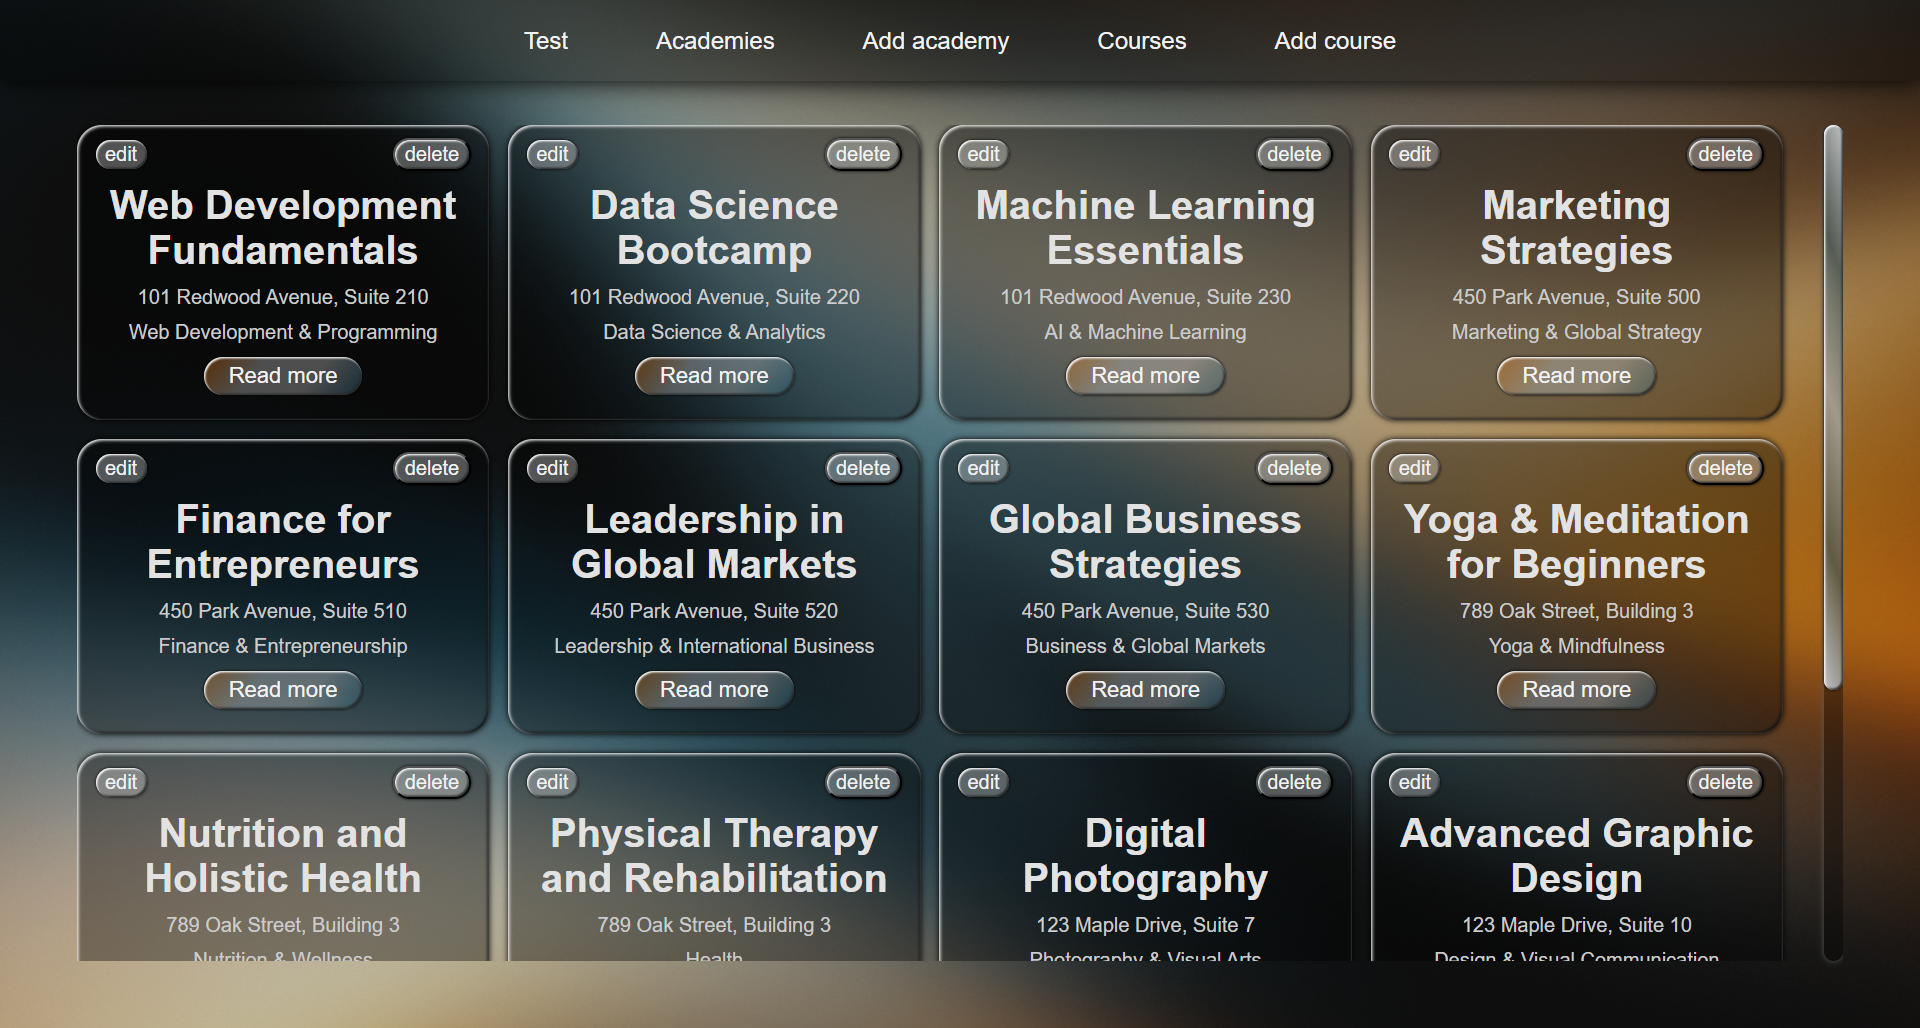 Test Academies Add academy Courses Add course
edit delete
Web Development
Fundamentals
101 Redwood Avenue, Suite 210
Web Development & Programming
Read more
edit delete
Data Science
Bootcamp
101 Redwood Avenue, Suite 220
Data Science & Analytics
Read more
edit delete
Machine Learning
Essentials
101 Redwood Avenue, Suite 230
AI & Machine Learning
Read more
edit delete
Marketing
Strategies
450 Park Avenue, Suite 500
Marketing & Global Strategy
Read more
edit delete
Finance for
Entrepreneurs
450 Park Avenue, Suite 510
Finance & Entrepreneurship
Read more
edit delete
Leadership in
Global Markets
450 Park Avenue, Suite 520
Leadership & International Business
Read more
edit delete
Global Business
Strategies
450 Park Avenue, Suite 530
Business & Global Markets
Read more
edit delete
Yoga & Meditation
for Beginners
789 Oak Street, Building 3
Yoga & Mindfulness
Read more
edit delete
Nutrition and
Holistic Health
789 Oak Street, Building 3
Nutrition & Wellness
edit delete
Physical Therapy
and Rehabilitation
789 Oak Street, Building 3
Health
edit delete
Digital
Photography
123 Maple Drive, Suite 7
Photography & Visual Arts
edit delete
Advanced Graphic
Design
123 Maple Drive, Suite 10
Design & Visual Communication